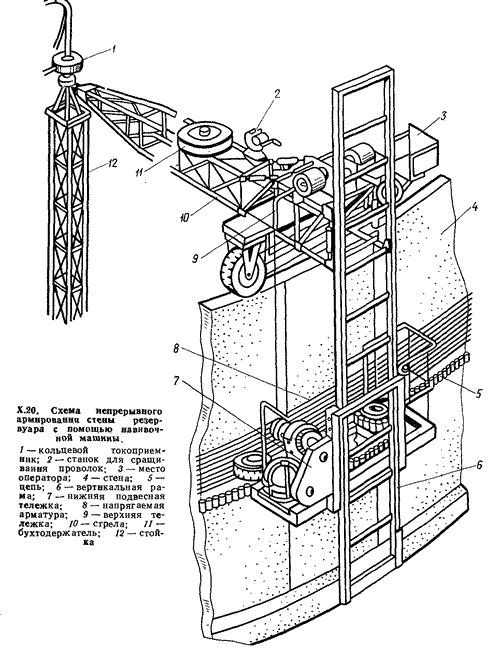 1
2
3
12
11
4
10
9
8
7
5
6
X.20. Схема непрерывного
армирования стены резер-
вуара с помощью навивоч-
ной машины.
1 — кольцевой токоприем-
ник; 2 — станок для сращи-
вания проволок; 3 — место
оператора; 4 — стена; 5 —
цепь; 6 — вертикальная ра-
ма; 7 — нижняя подвесная
тележка; 8 — напрягаемая
арматура; 9 — верхняя те-
лежка; 10 — стрела; 11 —
бухтодержатель; 12 — стой-
ка